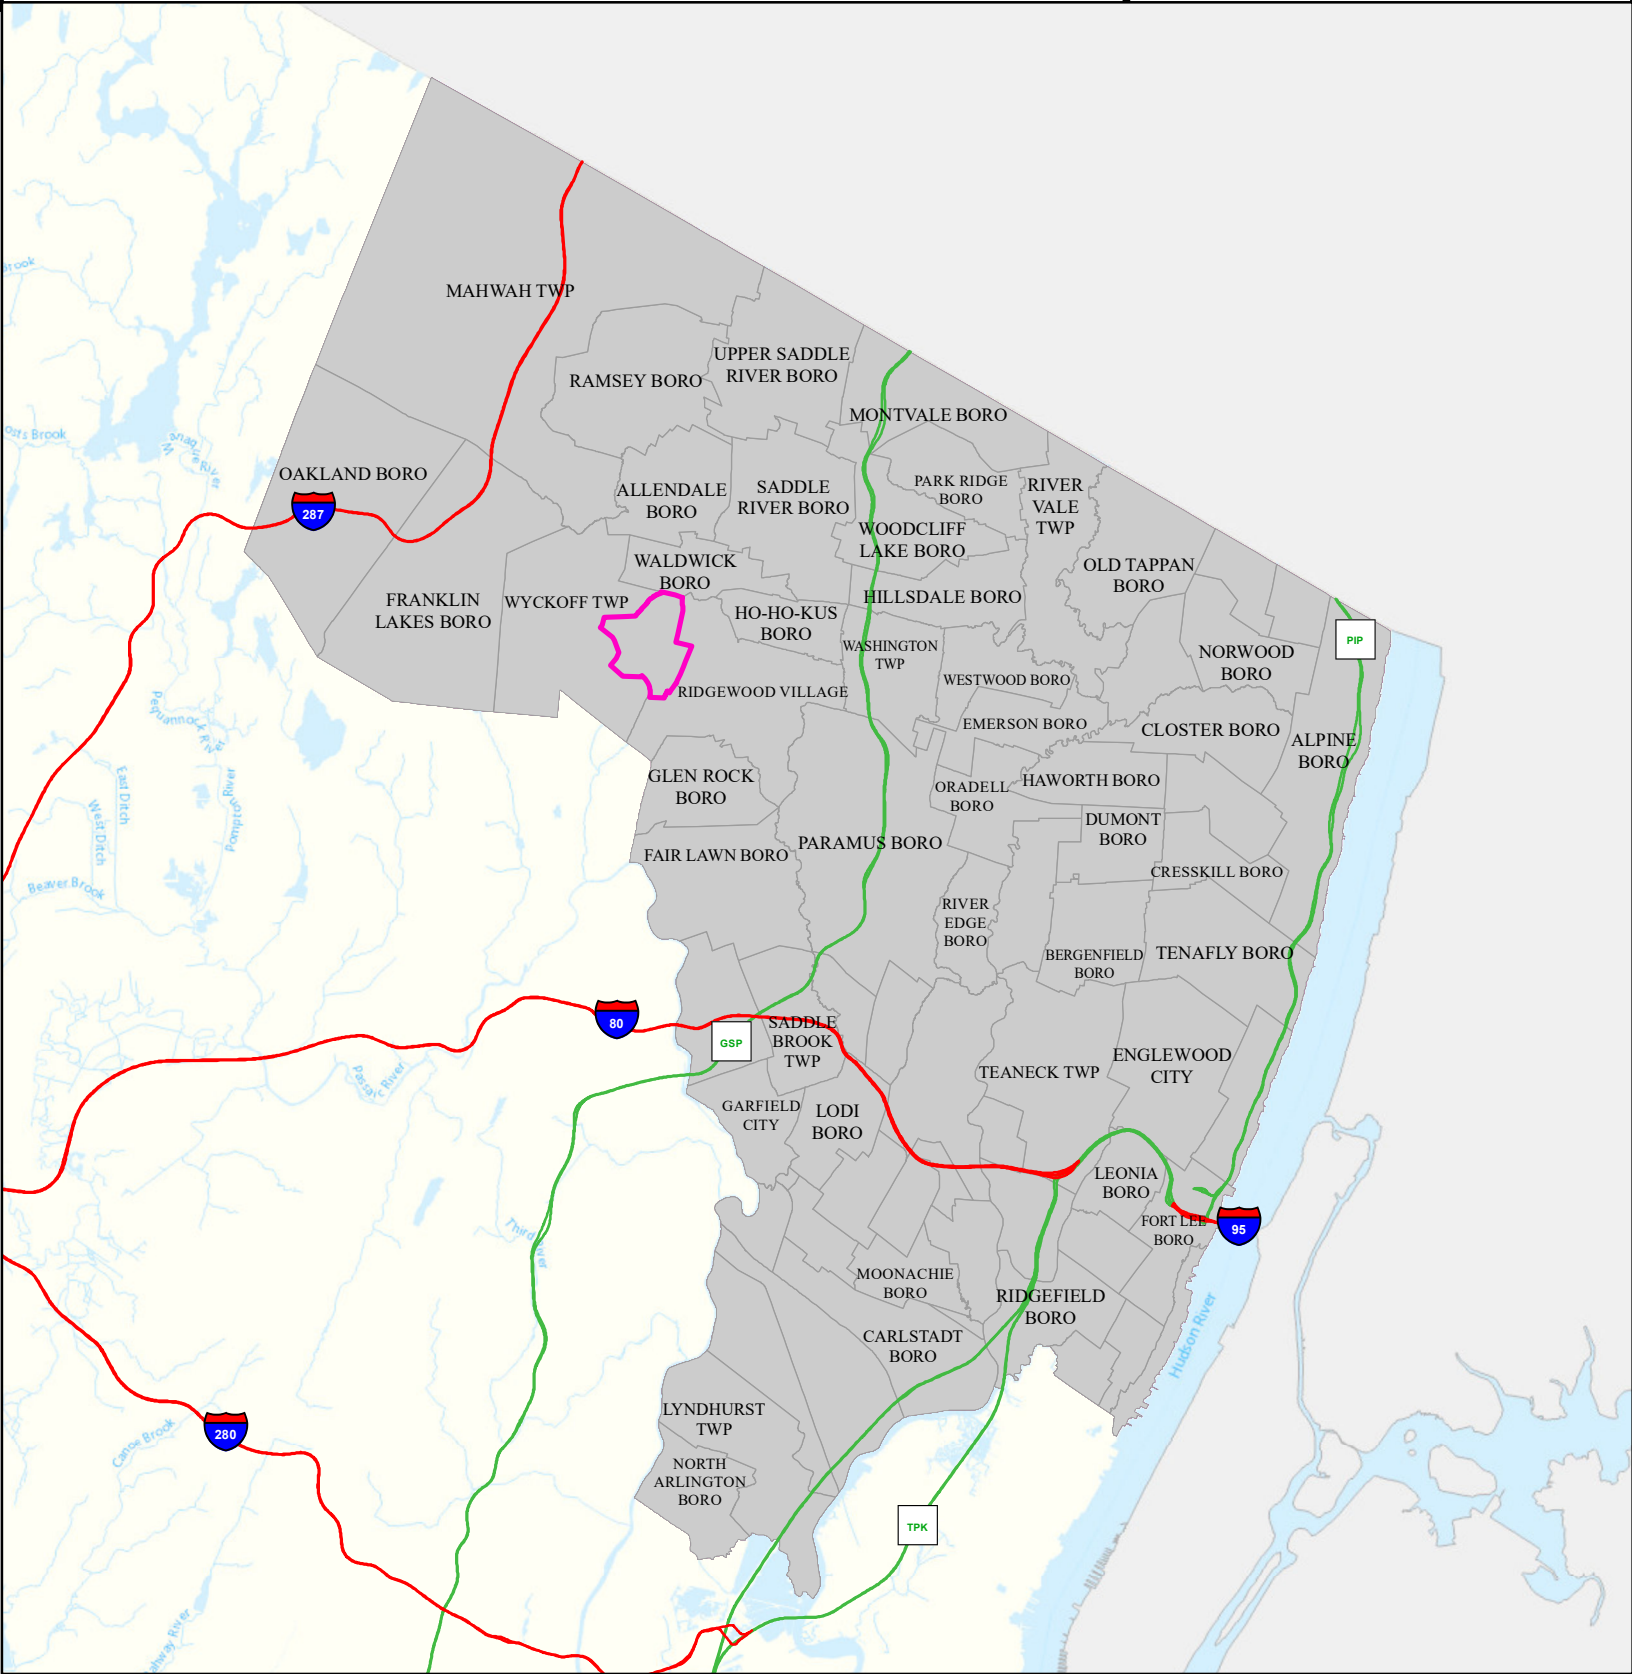 MAHWAH TWP
UPPER SADDLE
RIVER BORO
RAMSEY BORO
MONTVALE BORO
OAKLAND BORO
287
ALLENDALE
BORO
SADDLE
RIVER BORO
PARK RIDGE
BORO
RIVER
VALE
TWP
WOODCLIFF
LAKE BORO
OLD TAPPAN
BORO
WALDWICK
BORO
FRANKLIN
LAKES BORO
WYCKOFF TWP
HO-HO-KUS
BORO
HILLSDALE BORO
WASHINGTON
TWP
PIP
NORWOOD
BORO
WESTWOOD BORO
RIDGEWOOD VILLAGE
EMERSON BORO
CLOSTER BORO
ALPINE
BORO
GLEN ROCK
BORO
ORADELL
BORO
HAWORTH BORO
DUMONT
BORO
PARAMUS BORO
FAIR LAWN BORO
CRESSKILL BORO
RIVER
EDGE
BORO
BERGENFIELD
BORO
TENAFLY BORO
80
GSP
SADDLE
BROOK
TWP
TEANECK TWP
ENGLEWOOD
CITY
GARFIELD
CITY
LODI
BORO
LEONIA
BORO
FORT LEE
BORO
95
MOONACHIE
BORO
RIDGEFIELD
BORO
CARLSTADT
BORO
LYNDHURST
TWP
NORTH
ARLINGTON
BORO
280
TPK
Brook
osts Brook
Wanaque River
Pequannock River
East Ditch
West Ditch
Pompton River
Beaver Brook
Passaic River
Third River
Canoe Brook
ahway River
Hudson River